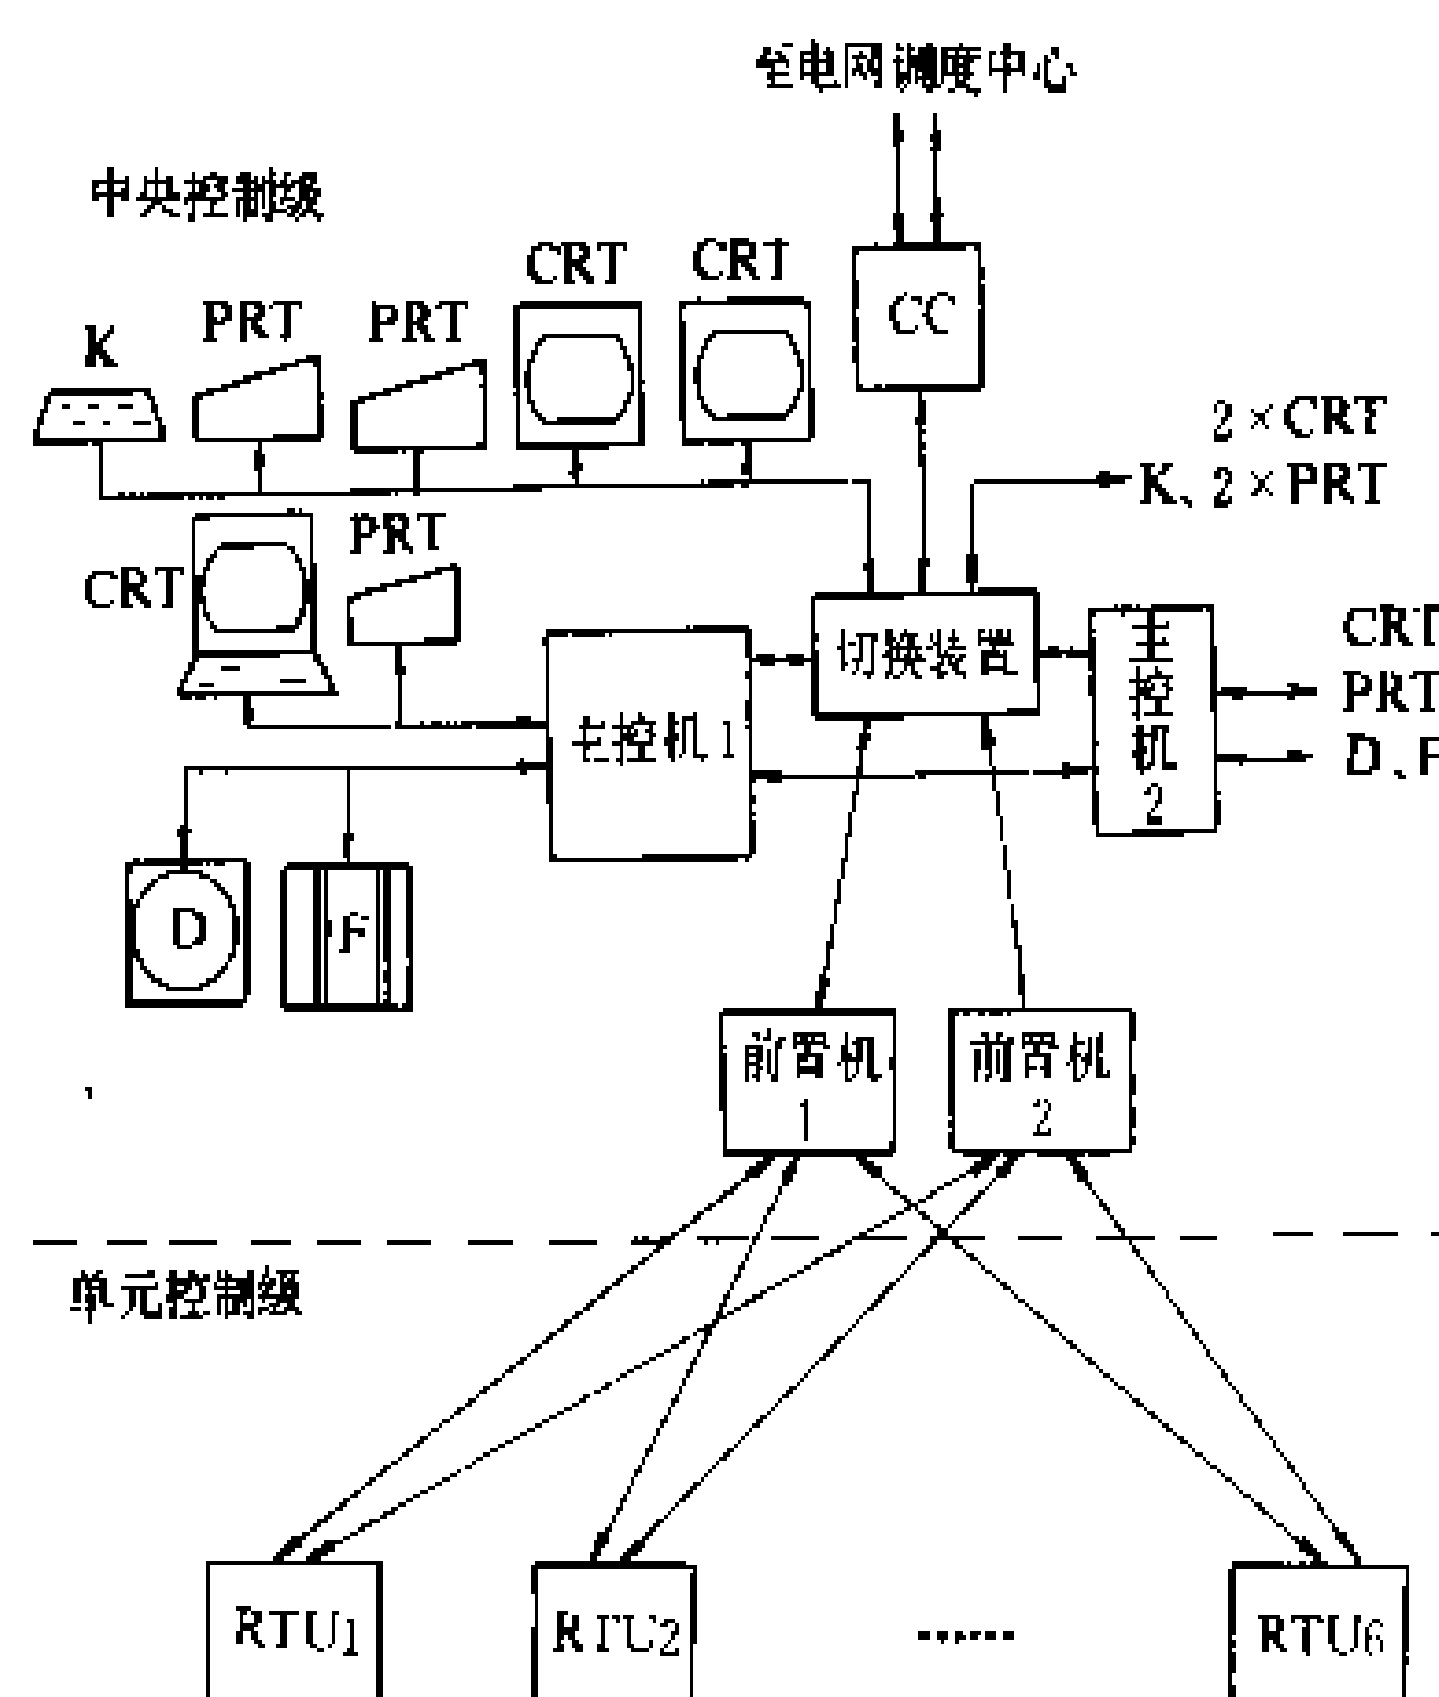 至电网调度中心
中央控制级
CRT
CRT
CC
PRT
PRT
K
2×CRT
K、2×PRT
PRT
CRT
切换装置
主控机1
主控机2
CRT
PRT
D、F
D
F
前置机1
前置机2
单元控制级
RTU1
RTU2
......
RTU6